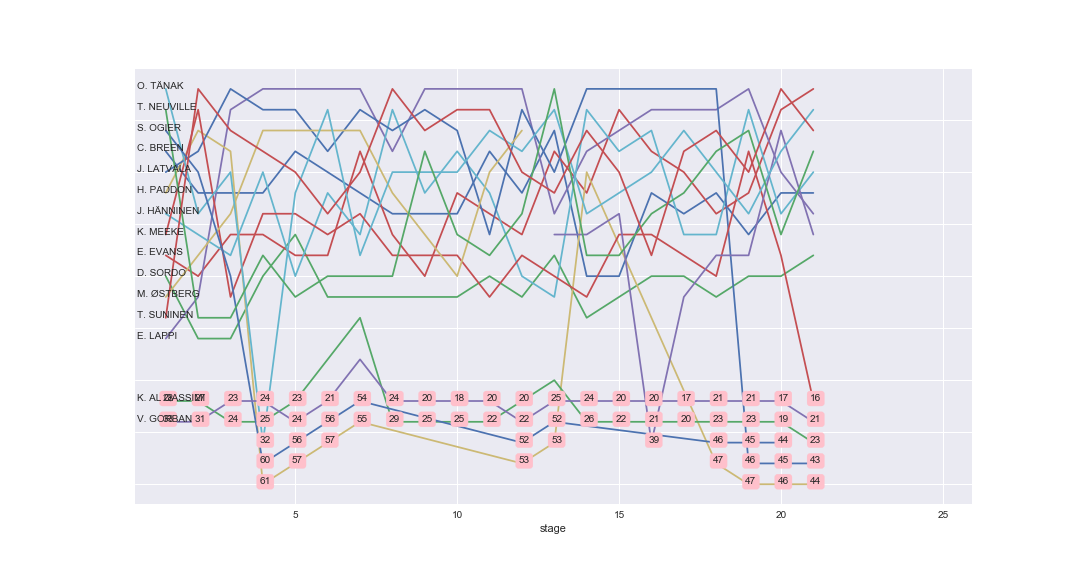 O. TÄNAK
T. NEUVILLE
S. OGIER
C. BREEN
J. LATVALA
H. PADDON
J. HÄNNINEN
K. MEEKE
E. EVANS
D. SORDO
M. ØSTBERG
T. SUNINEN
E. LAPPI
K. AL QASSIMI 23 24 23 21 54 24 20 18 20 20 25 24 20 20 17 21 21 17 16
V. GORBAN 31 24 25 24 56 55 29 25 25 22 22 52 26 22 21 20 23 23 19 21
32 56 57 52 53 39 46 45 44 23
60 57 53 47 46 45 43
61 47 46 44
5 10 15 20 25
stage